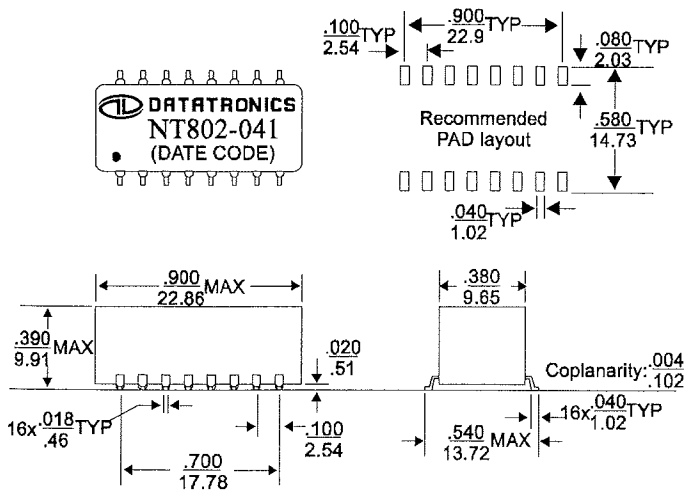 .100 TYP
2.54
.900 TYP
22.9
.080 TYP
2.03
DATATRONICS
NT802-041
(DATE CODE)
Recommended
PAD layout
.580 TYP
14.73
.040 TYP
1.02
.900 MAX
22.86
.390 MAX
9.91
.020
.51
16x .018 TYP
.46
.100
2.54
.700
17.78
.380
9.65
Coplanarity: .004
.102
16x .040 TYP
1.02
.540 MAX
13.72